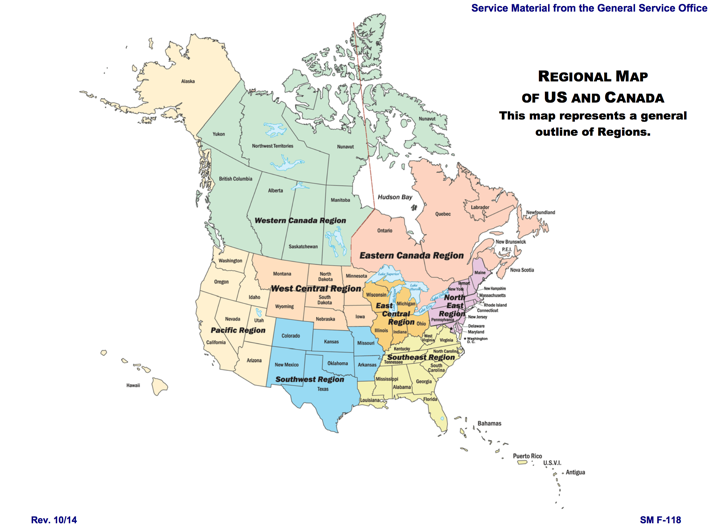 Service Material from the General Service Office
REGIONAL MAP
OF US AND CANADA
This map represents a general
outline of Regions.
Alaska
Yukon
Northwest Territories
Nunavut
Nunavut
British Columbia
Alberta
Manitoba
Saskatchewan
Western Canada Region
Hudson Bay
Ontario
Quebec
Labrador
Newfoundland
New Brunswick
P.E.I.
Nova Scotia
Eastern Canada Region
Washington
Oregon
Idaho
Nevada
Utah
California
Arizona
Pacific Region
Hawaii
Montana
North
Dakota
Minnesota
West Central Region
Wyoming
South
Dakota
Nebraska
Iowa
Wisconsin
Michigan
East
Central
Region
Illinois
Indiana
Ohio
Maine
New York
North
East
Region
Pennsylvania
New Hampshire
Massachusetts
Rhode Island
Connecticut
New Jersey
Delaware
Maryland
Washington
D. C.
Colorado
Kansas
Missouri
New Mexico
Oklahoma
Arkansas
Southwest Region
Texas
West
Virginia
Virginia
Kentucky
North Carolina
Southeast Region
Tennessee
South
Carolina
Mississippi
Alabama
Georgia
Louisiana
Florida
Bahamas
Puerto Rico
U.S.V.I.
Antigua
Rev. 10/14
SM F-118